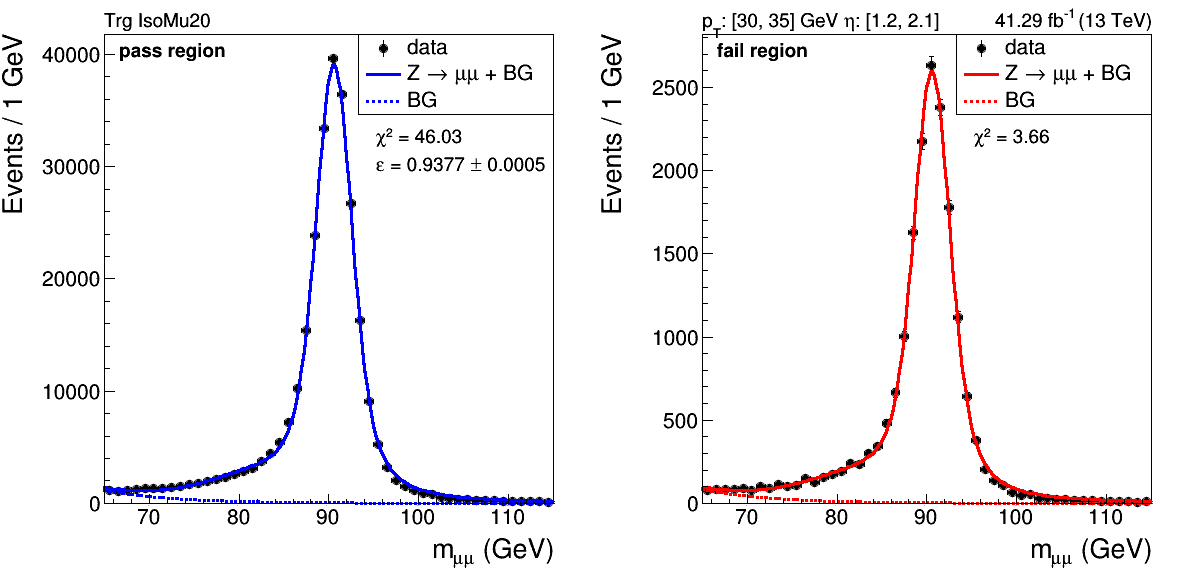 Trg IsoMu20
pass region
data
Z → μμ + BG
BG
χ² = 46.03
ε = 0.9377 ± 0.0005
Events / 1 GeV
40000
30000
20000
10000
0
70 80 90 100 110
mμμ (GeV)
pT: [30, 35] GeV η: [1.2, 2.1] 41.29 fb⁻¹ (13 TeV)
fail region
data
Z → μμ + BG
BG
χ² = 3.66
Events / 1 GeV
2500
2000
1500
1000
500
0
70 80 90 100 110
mμμ (GeV)